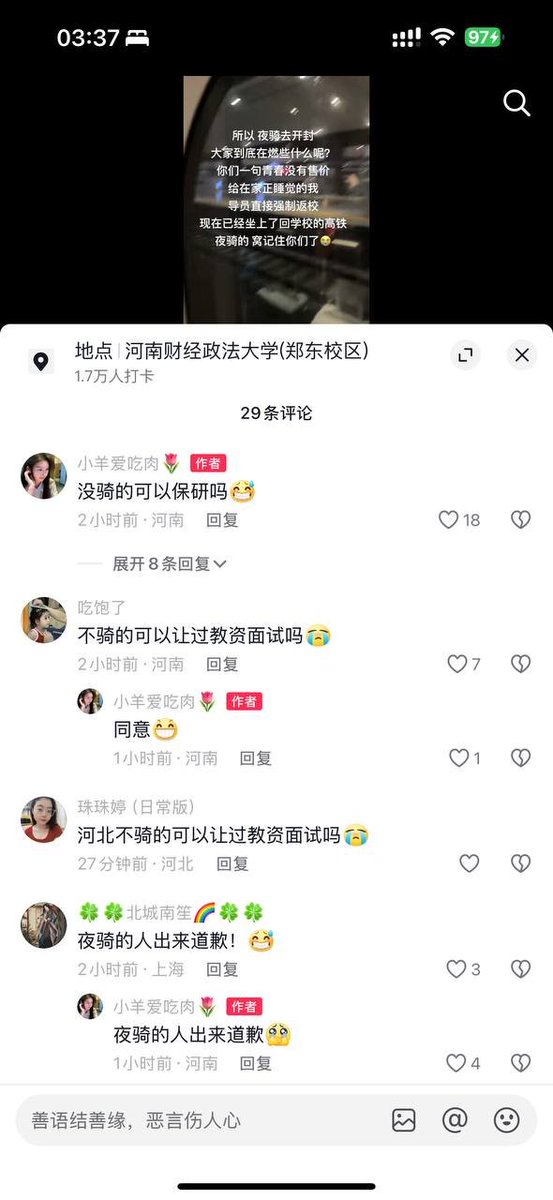 03:37
97
所以 夜骑去开封
大家到底在燃些什么呢？
你们一句青春没有售价
给在家正睡觉的我
导员直接强制返校
现在已经坐上了回学校的高铁
夜骑的 窝记住你们了😭
地点 | 河南财经政法大学(郑东校区)
1.7万人打卡
29条评论
小羊爱吃肉🌷 作者
没骑的可以保研吗😅
2小时前 · 河南 回复 18
展开8条回复
吃饱了
不骑的可以让过教资面试吗😭
2小时前 · 河南 回复 7
小羊爱吃肉🌷 作者
同意😁
1小时前 · 河南 回复 1
珠珠婷（日常版）
河北不骑的可以让过教资面试吗😭
27分钟前 · 河北 回复
🍀🍀北城南笙🌈🍀🍀
夜骑的人出来道歉！😅
2小时前 · 上海 回复 3
小羊爱吃肉🌷 作者
夜骑的人出来道歉🥹
1小时前 · 河南 回复 4
善语结善缘，恶言伤人心